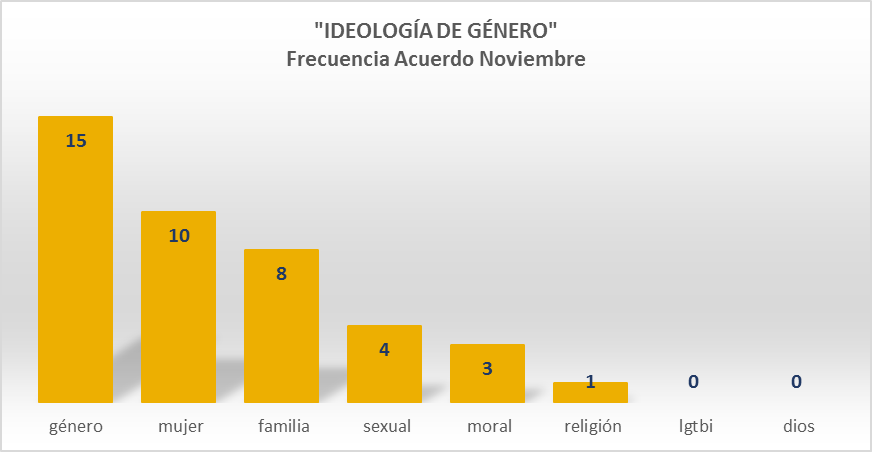 "IDEOLOGÍA DE GÉNERO"
Frecuencia Acuerdo Noviembre
15
10
8
4
3
1
0
0
género
mujer
familia
sexual
moral
religión
lgtbi
dios